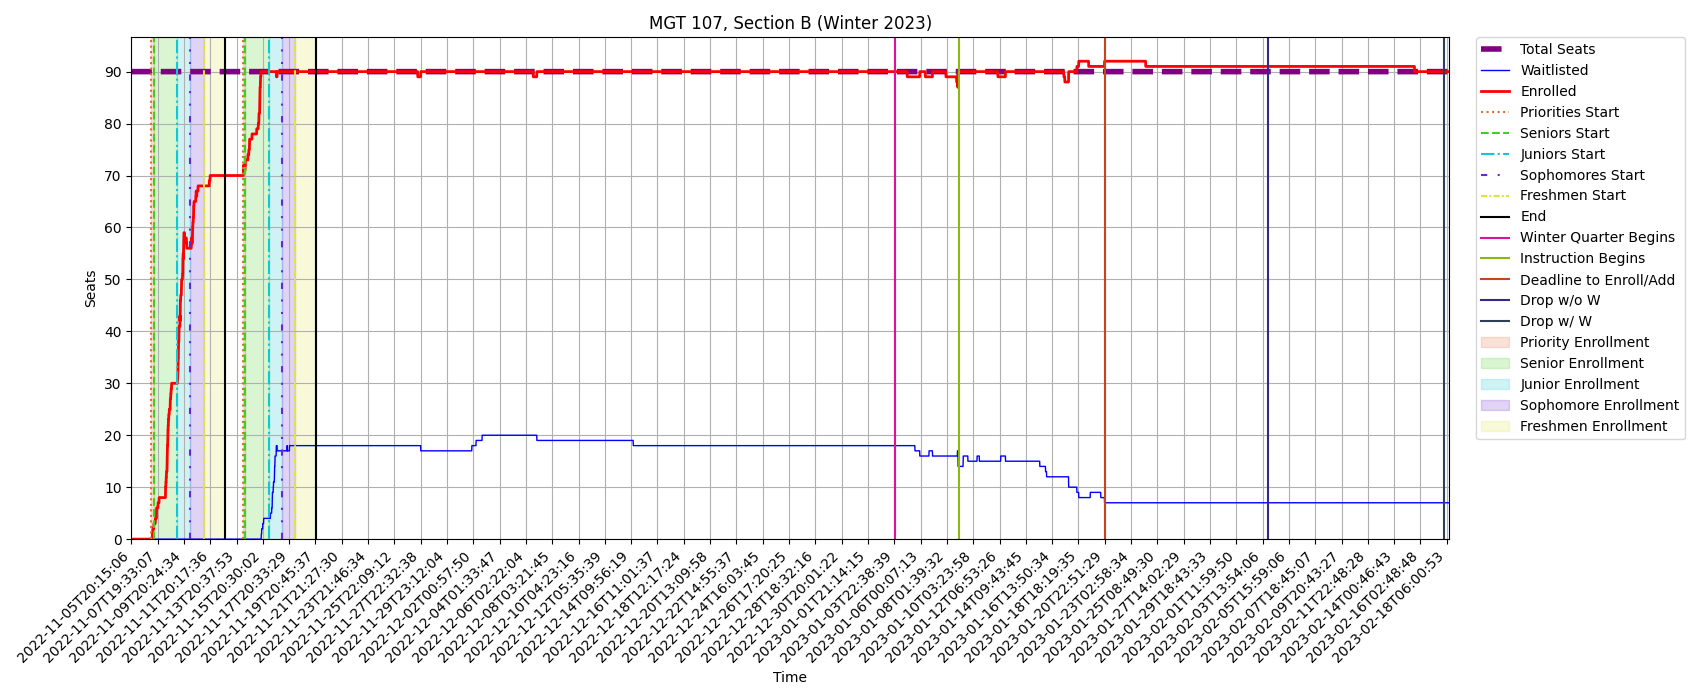 MGT 107, Section B (Winter 2023)
Seats
90
80
70
60
50
40
30
20
10
0
2022-11-05T20:15:06
2022-11-07T19:33:07
2022-11-09T20:24:34
2022-11-11T20:17:36
2022-11-13T20:37:53
2022-11-15T20:30:02
2022-11-17T20:33:29
2022-11-19T20:45:37
2022-11-21T21:27:30
2022-11-23T21:46:34
2022-11-25T22:09:12
2022-11-27T22:32:38
2022-11-29T23:12:04
2022-12-02T00:57:50
2022-12-04T01:33:47
2022-12-06T02:22:04
2022-12-08T03:21:45
2022-12-10T04:23:16
2022-12-12T05:35:39
2022-12-14T09:56:19
2022-12-16T11:01:37
2022-12-18T12:17:24
2022-12-20T13:09:58
2022-12-22T14:55:37
2022-12-24T16:03:45
2022-12-26T17:20:25
2022-12-28T18:32:16
2022-12-30T20:01:22
2023-01-01T21:14:15
2023-01-03T22:38:39
2023-01-06T00:07:13
2023-01-08T01:39:32
2023-01-10T03:23:58
2023-01-12T06:53:26
2023-01-14T09:43:45
2023-01-16T13:50:34
2023-01-18T18:19:35
2023-01-20T22:51:29
2023-01-23T02:58:34
2023-01-25T08:49:30
2023-01-27T14:02:29
2023-01-29T18:43:33
2023-02-01T11:59:50
2023-02-03T13:54:06
2023-02-05T15:59:06
2023-02-07T18:45:07
2023-02-09T20:43:27
2023-02-11T22:48:28
2023-02-14T00:46:43
2023-02-16T02:48:48
2023-02-18T06:00:53
Time
Total Seats
Waitlisted
Enrolled
Priorities Start
Seniors Start
Juniors Start
Sophomores Start
Freshmen Start
End
Winter Quarter Begins
Instruction Begins
Deadline to Enroll/Add
Drop w/o W
Drop w/ W
Priority Enrollment
Senior Enrollment
Junior Enrollment
Sophomore Enrollment
Freshmen Enrollment